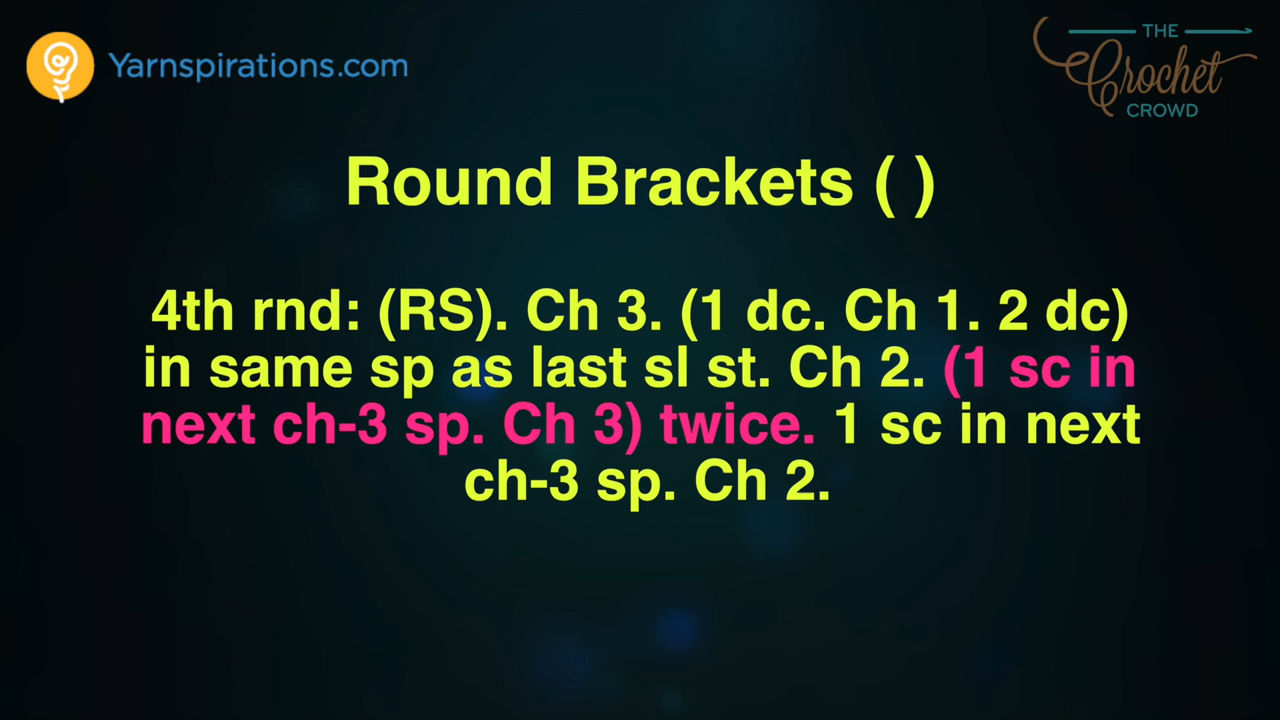 Yarnspirations.com
THE
Crochet
CROWD
Round Brackets ( )
4th rnd: (RS). Ch 3. (1 dc. Ch 1. 2 dc)
in same sp as last sl st. Ch 2. (1 sc in
next ch-3 sp. Ch 3) twice. 1 sc in next
ch-3 sp. Ch 2.